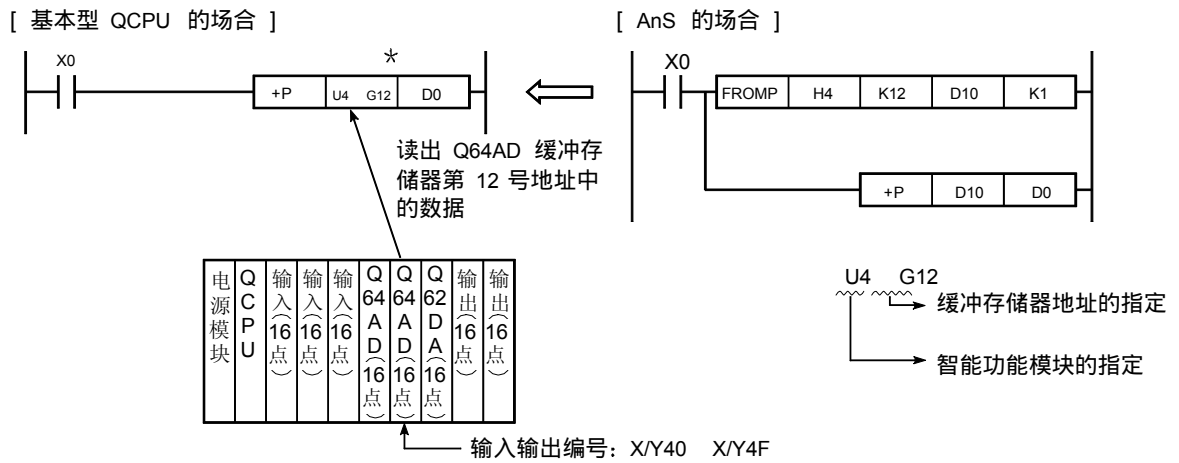 [ 基本型 QCPU 的场合 ]
[ AnS 的场合 ]
X0
+P U4 G12 D0
*
X0
FROMP H4 K12 D10 K1
+P D10 D0
读出 Q64AD 缓冲存
储器第 12 号地址中
的数据
电源模块
QCPU
输入(16点)
输入(16点)
输入(16点)
Q64AD(16点)
Q64AD(16点)
Q62DA(16点)
输出(16点)
输出(16点)
输入输出编号：X/Y40 X/Y4F
U4 G12
缓冲存储器地址的指定
智能功能模块的指定